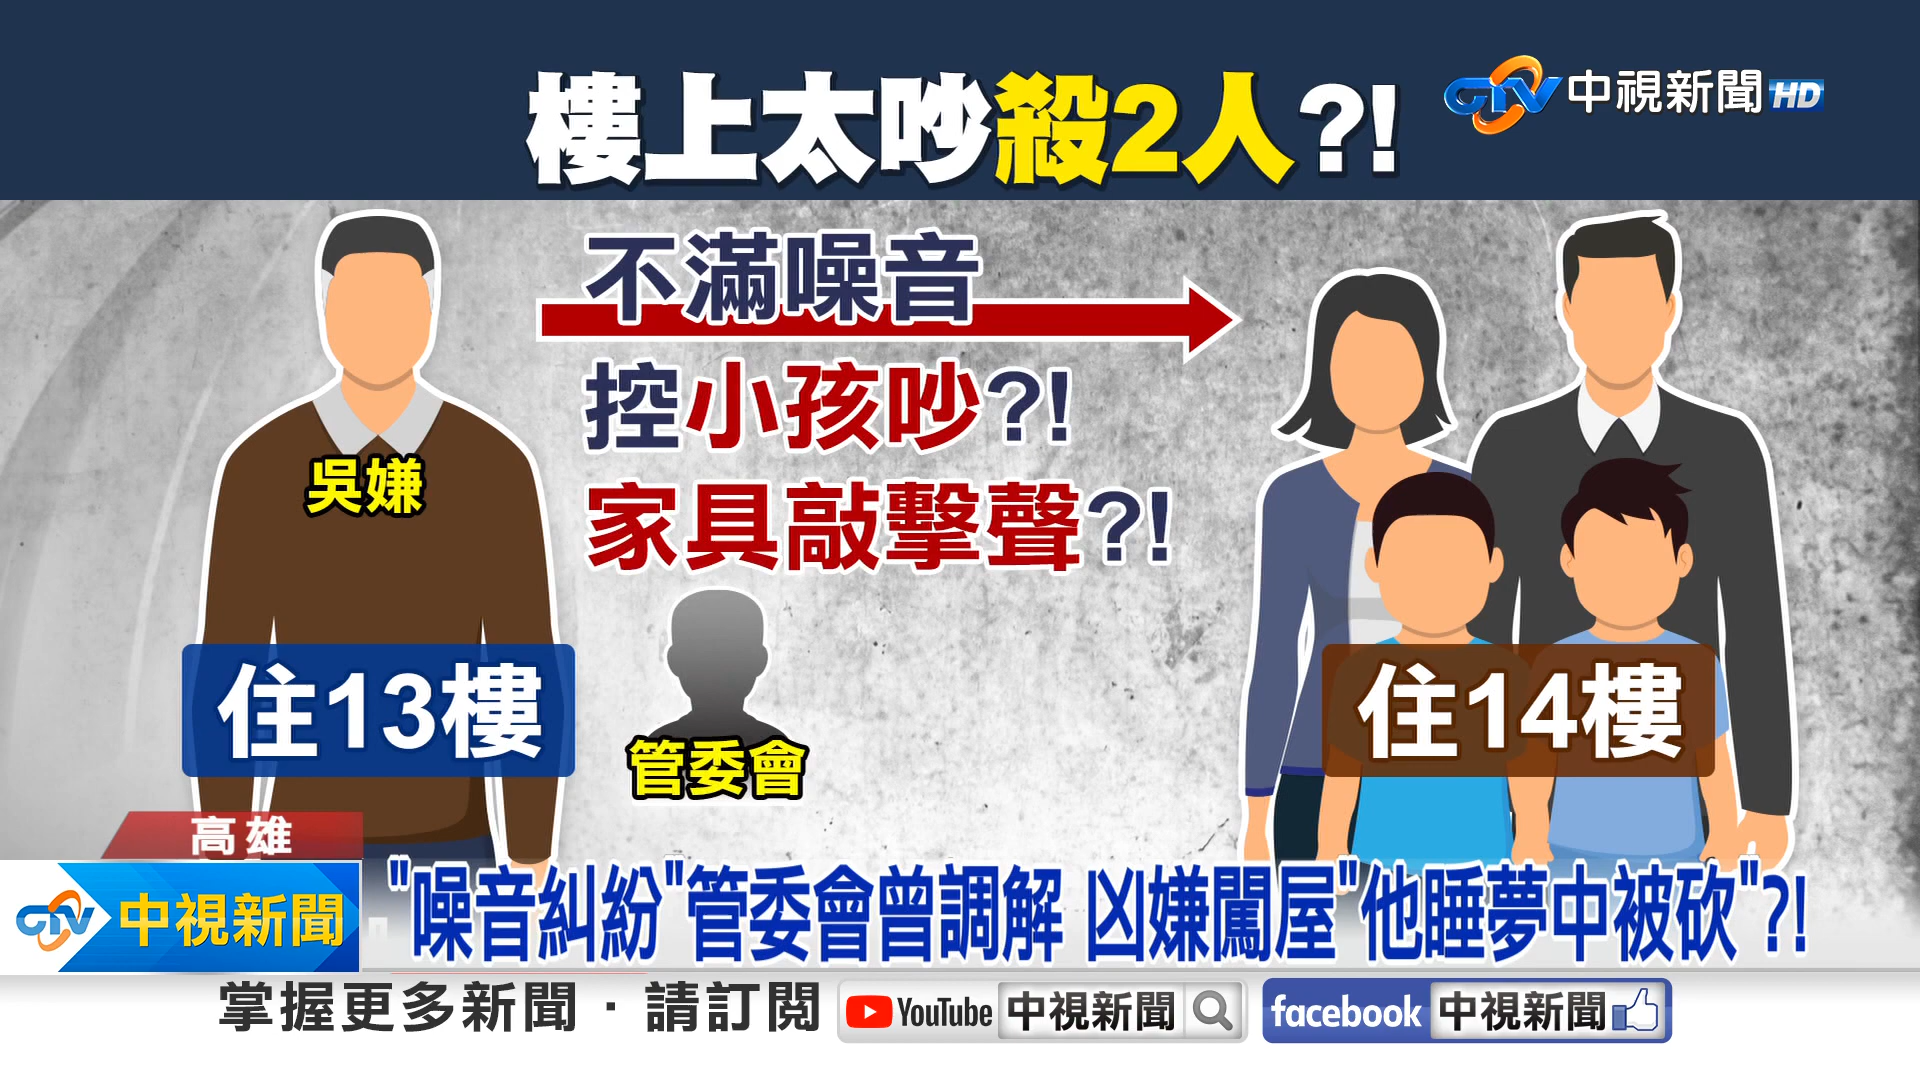 樓上太吵殺2人?!
CTV 中視新聞 HD
不滿噪音
控小孩吵?!
家具敲擊聲?!
吳嫌
住13樓
管委會
住14樓
高雄
CTV 中視新聞
"噪音糾紛"管委會曾調解 凶嫌闖屋"他睡夢中被砍"?!
掌握更多新聞·請訂閱 YouTube 中視新聞 facebook 中視新聞